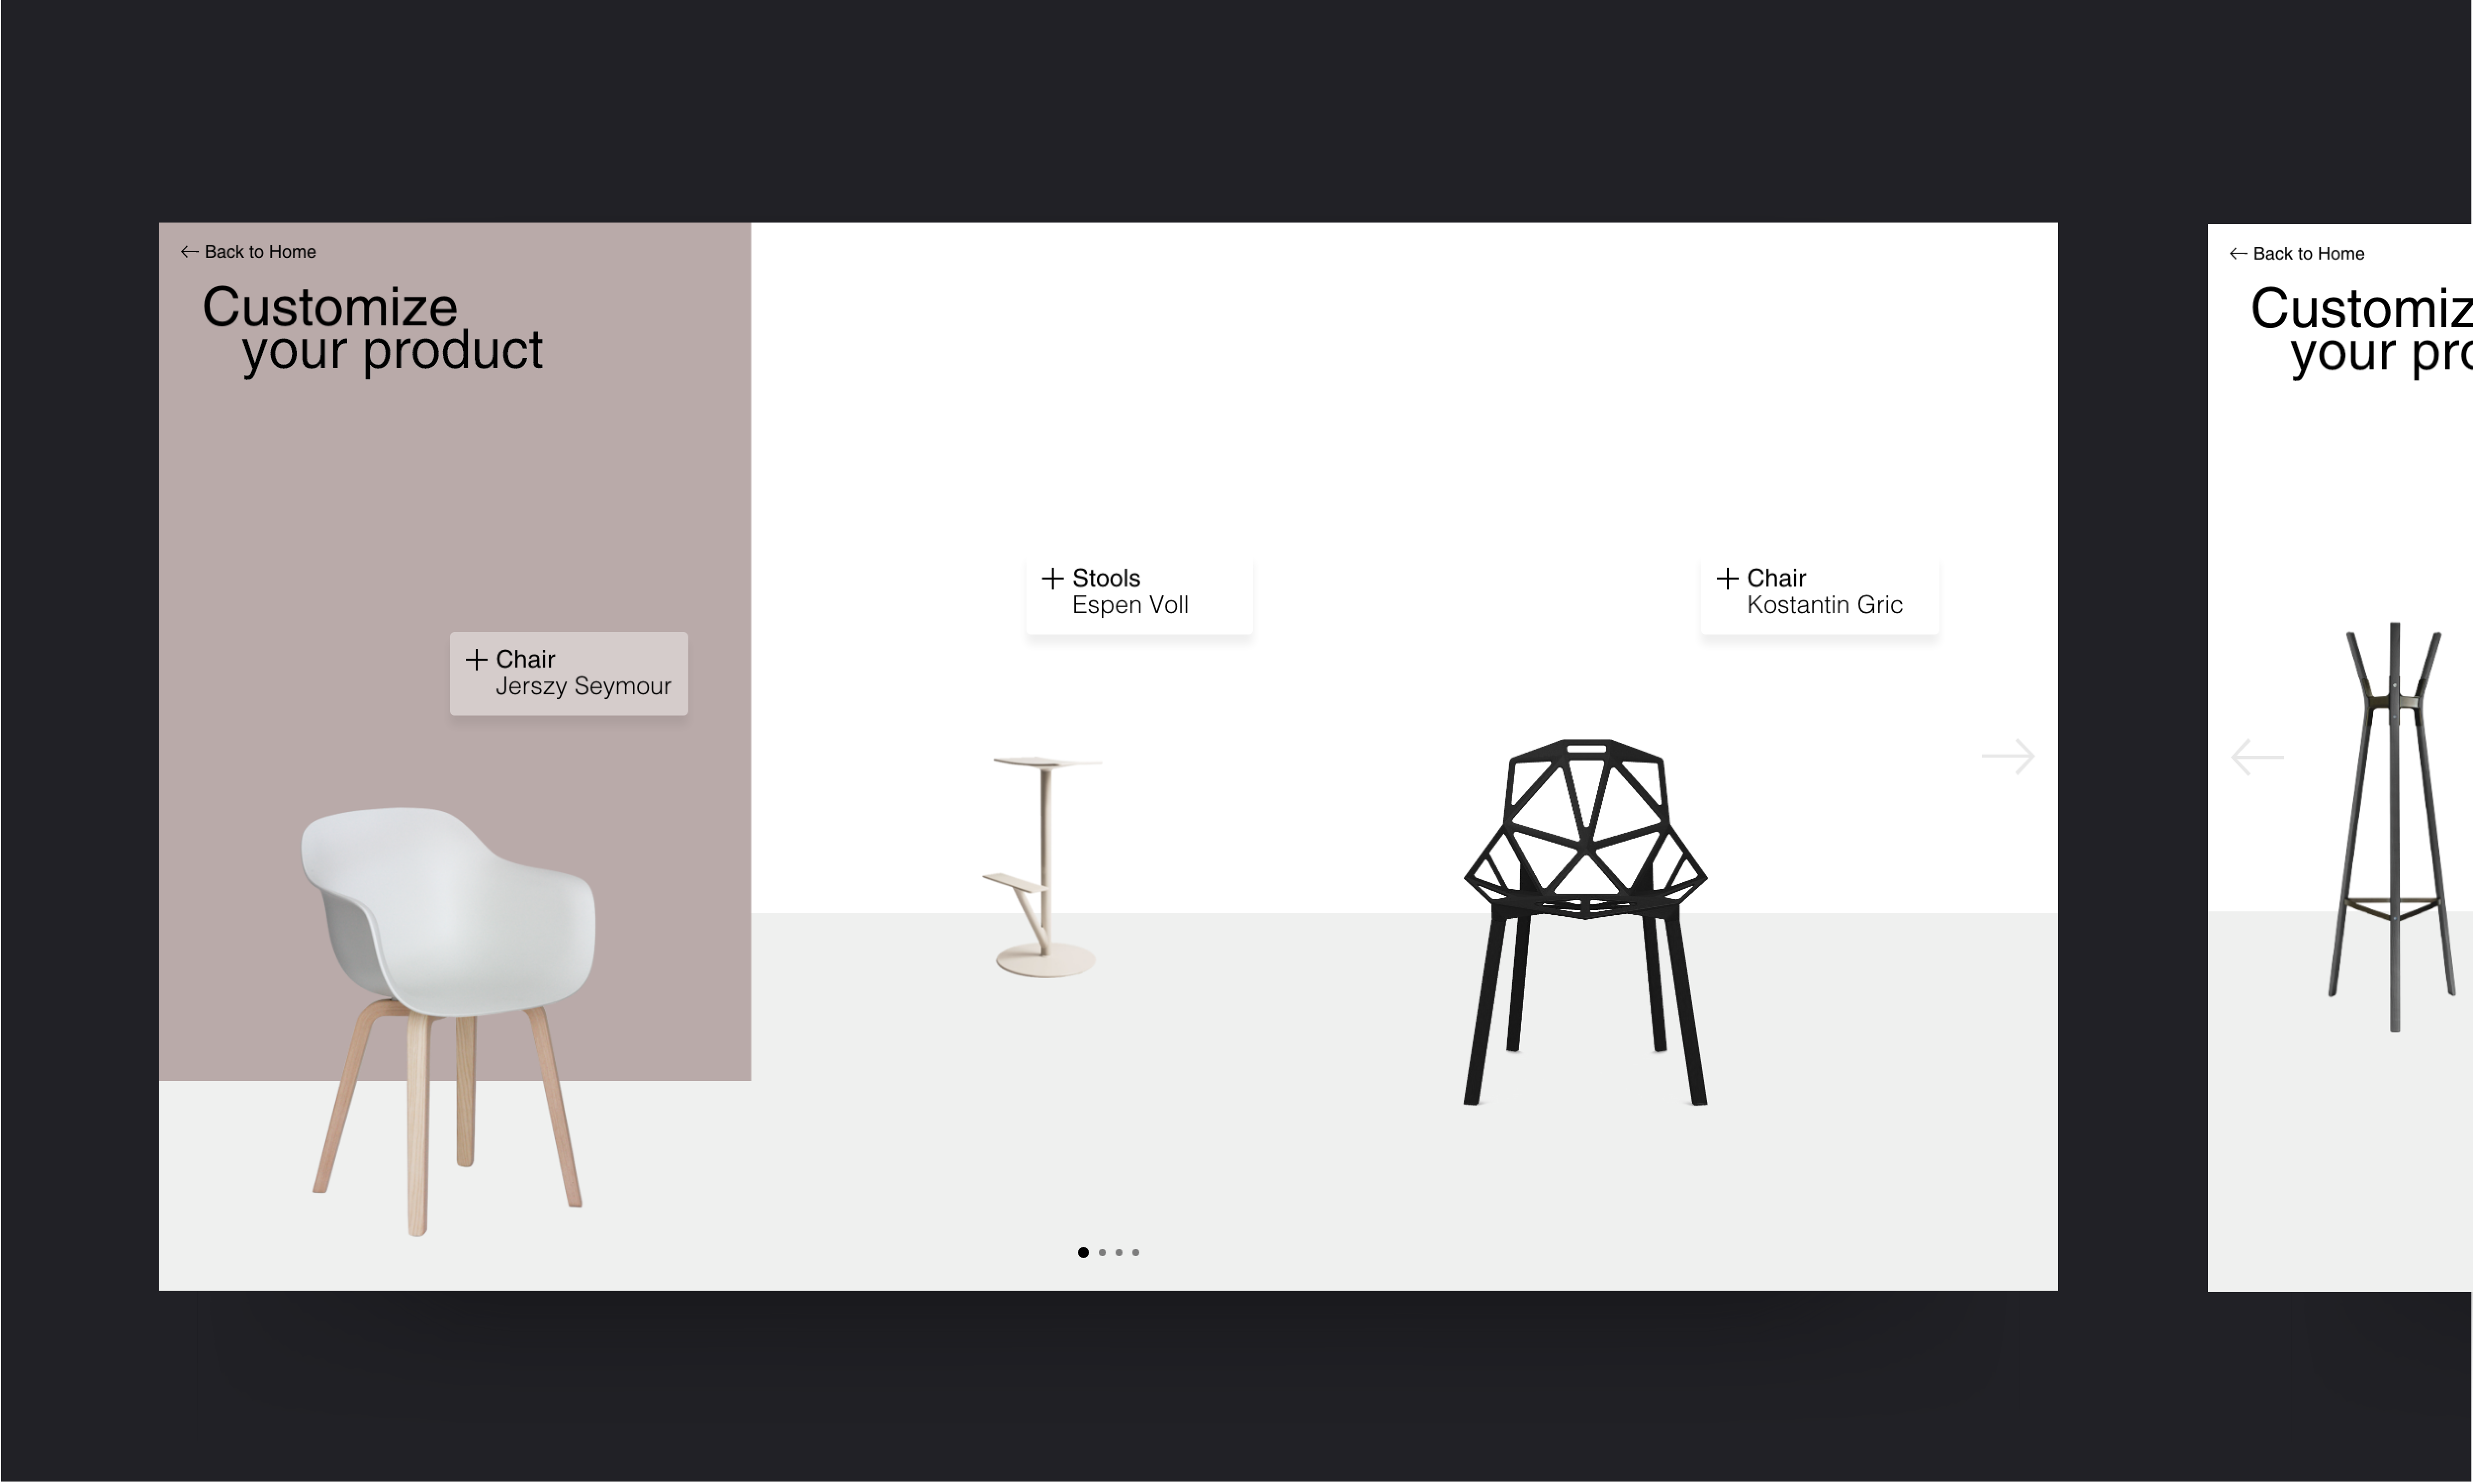 Back to Home
Customize
your product
Chair
Jerszy Seymour
Stools
Espen Voll
Chair
Kostantin Gric
Back to Home
Customiz
your pro